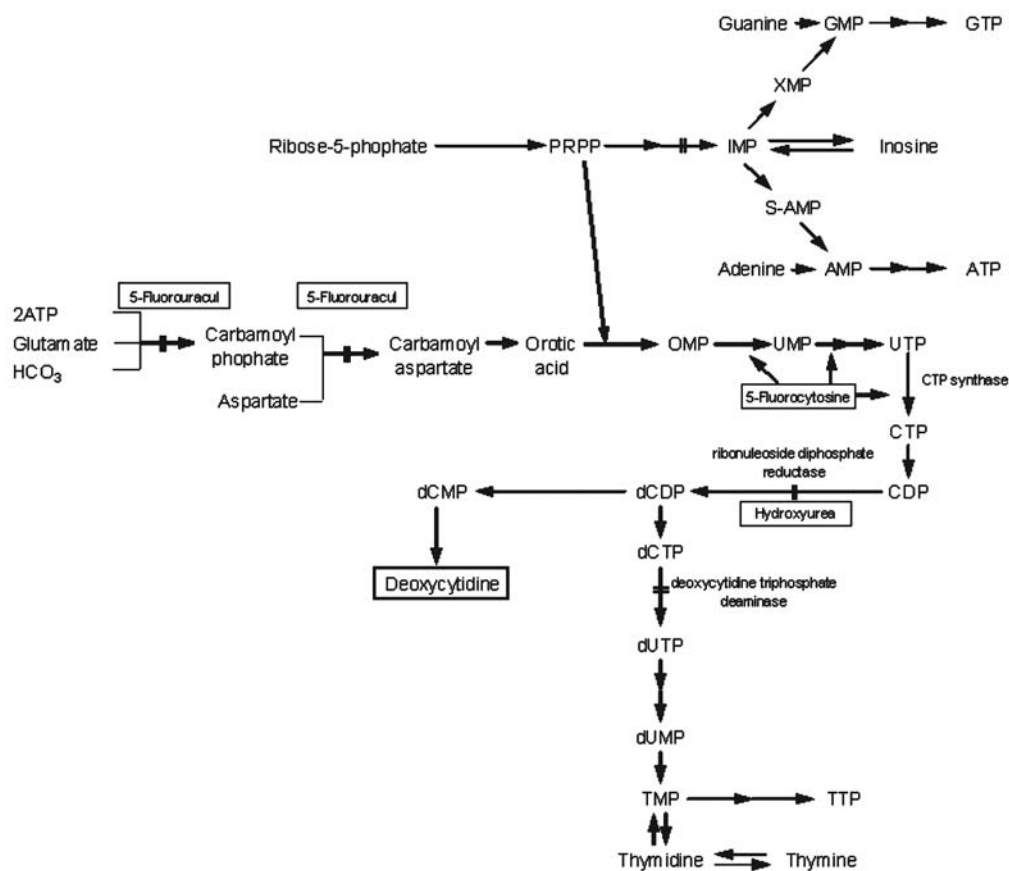 Guanine GMP GTP
XMP
Ribose-5-phophate PRPP IMP Inosine
S-AMP
Adenine AMP ATP
5-Fluorouracul 5-Fluorouracul
2ATP
Glutamate
HCO3
Carbamoyl
phophate
Aspartate
Carbamoyl
aspartate
Orotic
acid
OMP UMP UTP
5-Fluorocytosine
CTP synthase
CTP
ribonuleoside diphosphate
reductase
dCMP dCDP CDP
Hydroxyurea
dCTP
Deoxycytidine
deoxycytidine triphosphate
deaminase
dUTP
dUMP
TMP TTP
Thymidine Thymine